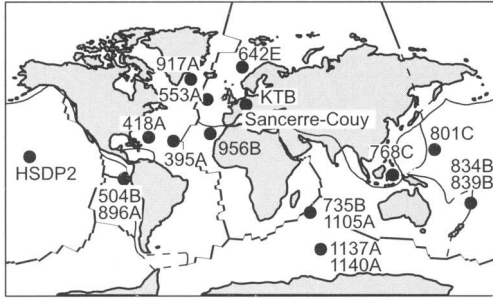 642E
917A
553A
KTB
Sancerre-Couy
418A
395A
956B
768C
801C
HSDP2
834B
839B
504B
896A
735B
1105A
1137A
1140A